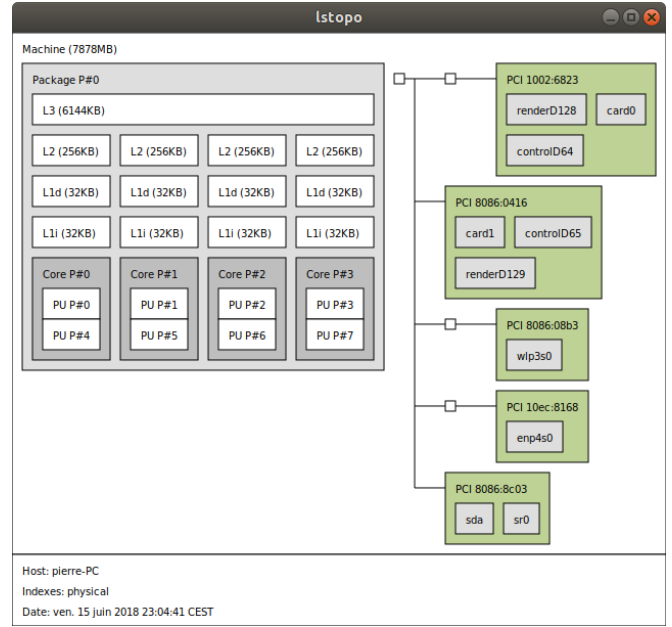 lstopo
Machine (7878MB)
Package P#0
L3 (6144KB)
L2 (256KB) L2 (256KB) L2 (256KB) L2 (256KB)
L1d (32KB) L1d (32KB) L1d (32KB) L1d (32KB)
L1i (32KB) L1i (32KB) L1i (32KB) L1i (32KB)
Core P#0 Core P#1 Core P#2 Core P#3
PU P#0 PU P#1 PU P#2 PU P#3
PU P#4 PU P#5 PU P#6 PU P#7
PCI 1002:6823
renderD128 card0
controlD64
PCI 8086:0416
card1 controlD65
renderD129
PCI 8086:08b3
wlp3s0
PCI 10ec:8168
enp4s0
PCI 8086:8c03
sda sr0
Host: pierre-PC
Indexes: physical
Date: ven. 15 juin 2018 23:04:41 CEST